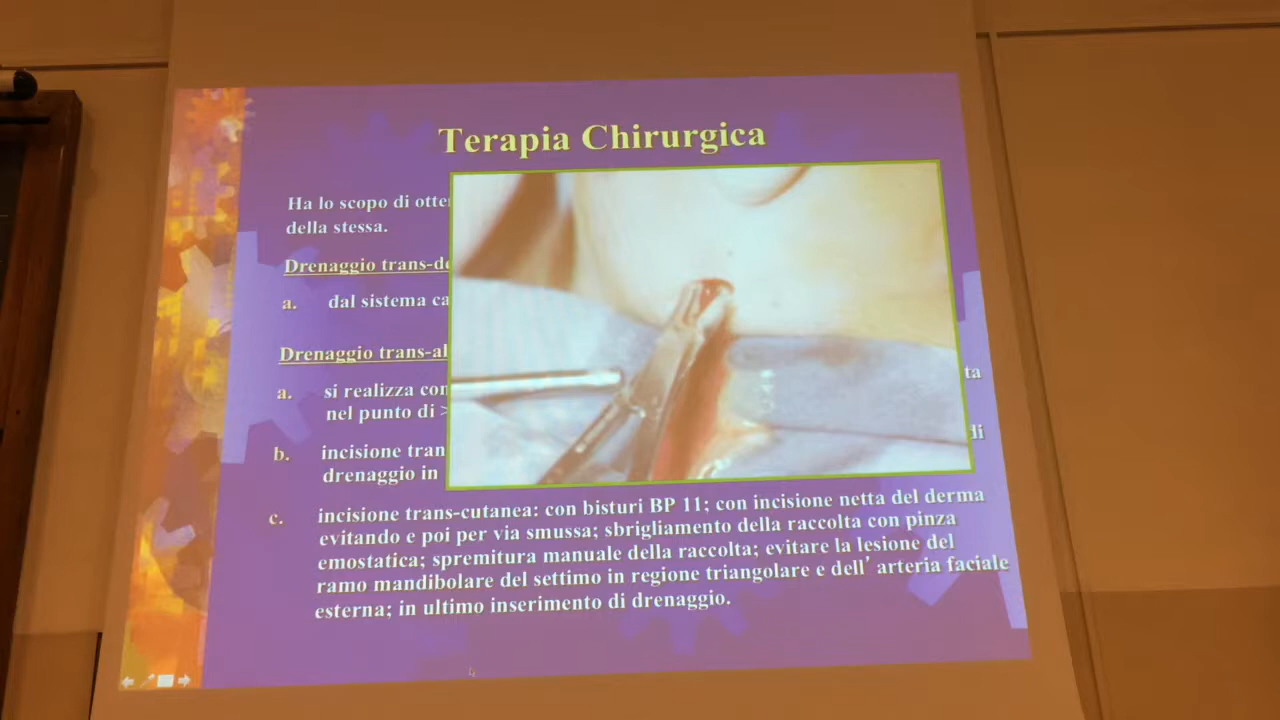 Terapia Chirurgica
Ha lo scopo di otte
della stessa.
Drenaggio trans-de
a. dal sistema ca
Drenaggio trans-al
a. si realizza con
ta
nel punto di >
b. incisione tran
di
drenaggio in
c. incisione trans-cutanea: con bisturi BP 11; con incisione netta del derma
evitando e poi per via smussa; sbrigliamento della raccolta con pinza
emostatica; spremitura manuale della raccolta; evitare la lesione del
ramo mandibolare del settimo in regione triangolare e dell' arteria faciale
esterna; in ultimo inserimento di drenaggio.